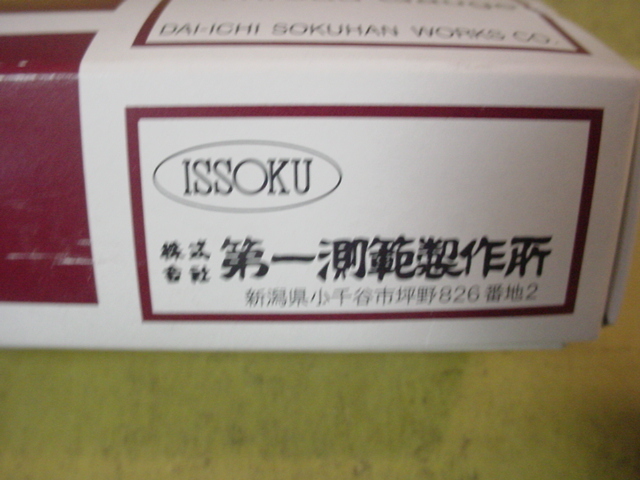 DAI-ICHI SOKUHAN WORKS CO.
ISSOKU
株式会社 第一測範製作所
新潟県小千谷市坪野826番地2